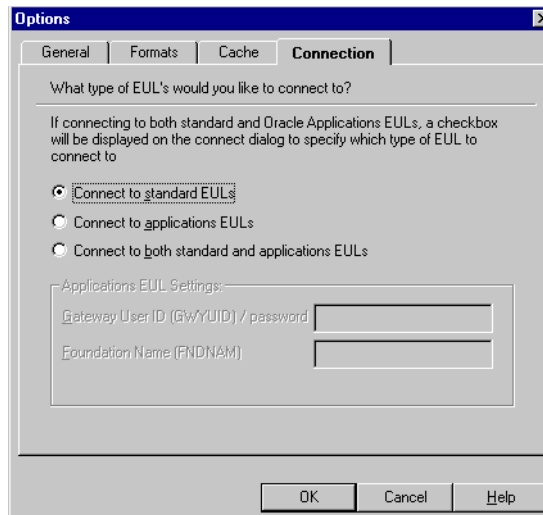 Options
General Formats Cache Connection
What type of EUL's would you like to connect to?
If connecting to both standard and Oracle Applications EULs, a checkbox
will be displayed on the connect dialog to specify which type of EUL to
connect to
Connect to standard EULs
Connect to applications EULs
Connect to both standard and applications EULs
Applications EUL Settings:
Gateway User ID (GWYUID) / password
Foundation Name (FNDNAM)
OK Cancel Help